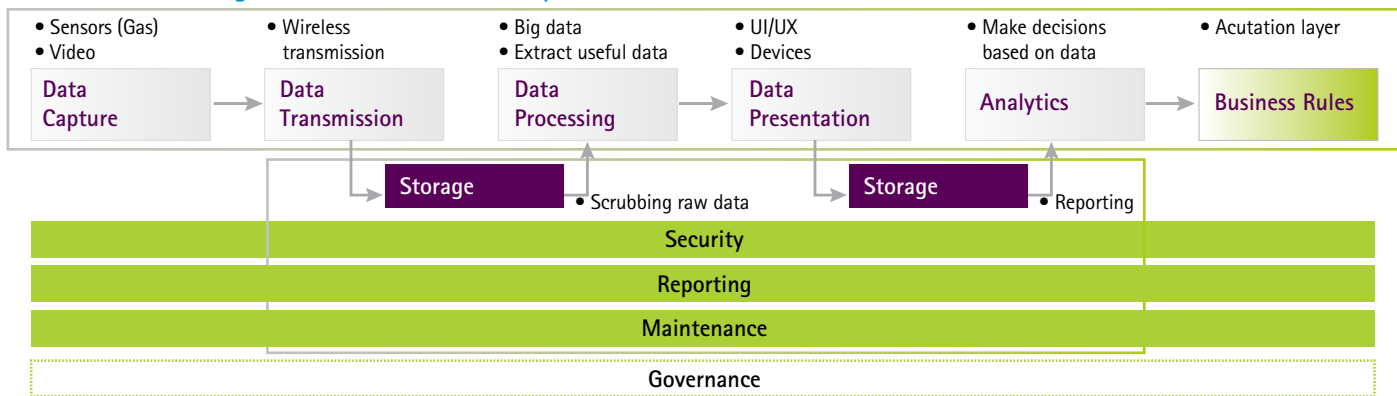 • Sensors (Gas)
• Video
Data
Capture
• Wireless
transmission
Data
Transmission
• Big data
• Extract useful data
Data
Processing
• UI/UX
• Devices
Data
Presentation
• Make decisions
based on data
Analytics
• Acutation layer
Business Rules
Storage
• Scrubbing raw data
Storage
• Reporting
Security
Reporting
Maintenance
Governance